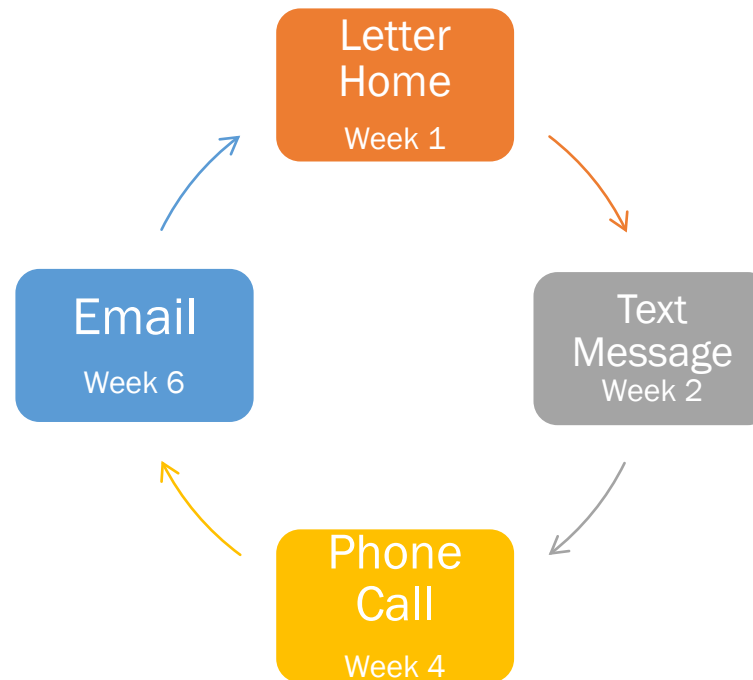 Letter
Home
Week 1
Text
Message
Week 2
Phone
Call
Week 4
Email
Week 6